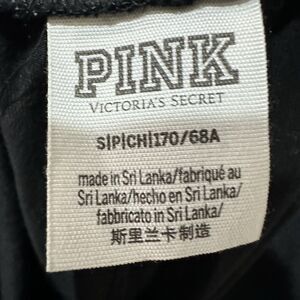 PINK
VICTORIA'S SECRET
S|P|CH|170/68A
made in Sri Lanka/fabriqué au
Sri Lanka/hecho en Sri Lanka/
fabbricato in Sri Lanka/
斯里兰卡制造